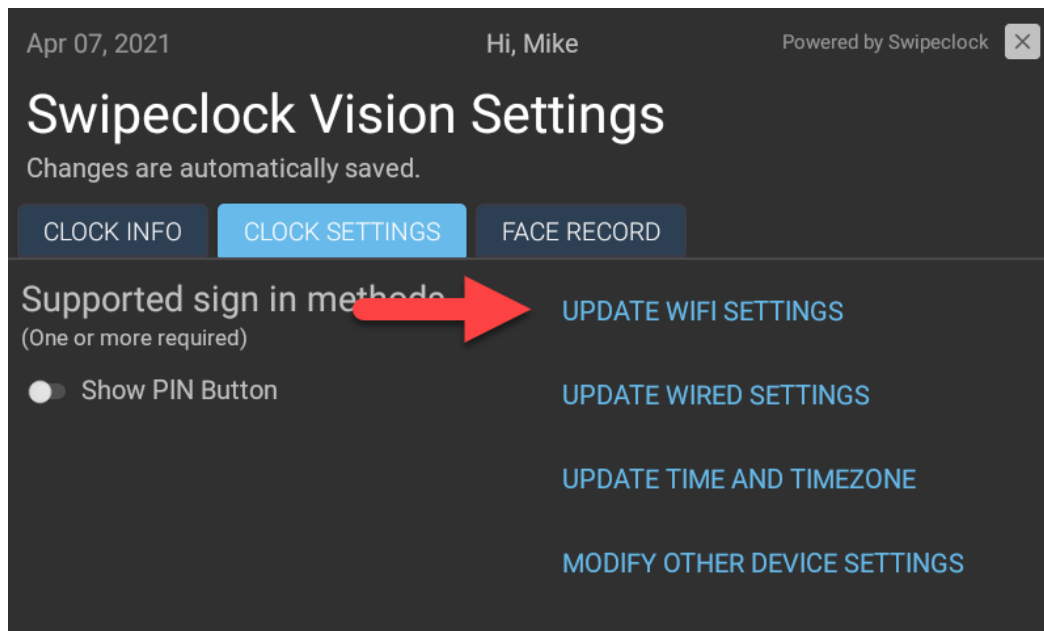 Apr 07, 2021
Hi, Mike
Powered by Swipeclock
Swipeclock Vision Settings
Changes are automatically saved.
CLOCK INFO
CLOCK SETTINGS
FACE RECORD
Supported sign in methods
(One or more required)
Show PIN Button
UPDATE WIFI SETTINGS
UPDATE WIRED SETTINGS
UPDATE TIME AND TIMEZONE
MODIFY OTHER DEVICE SETTINGS